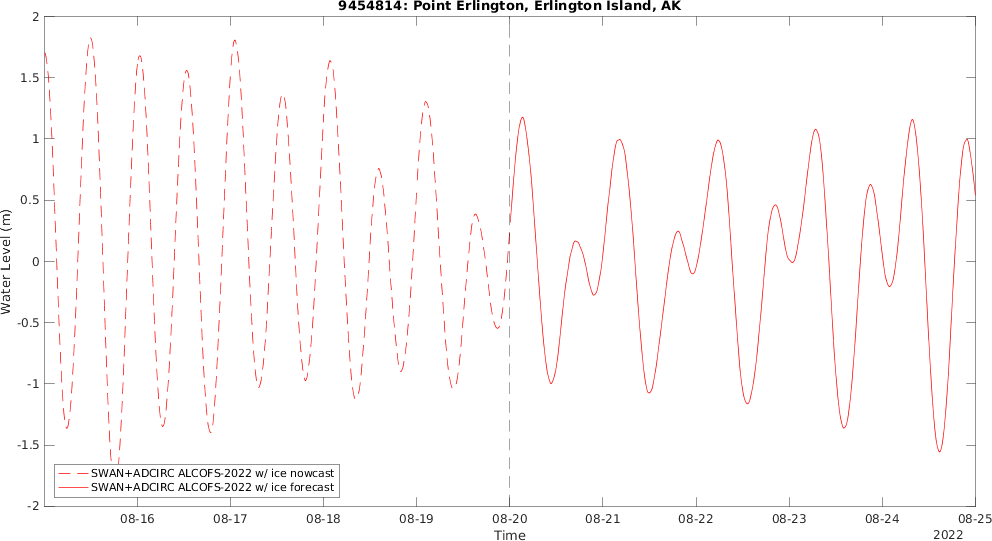 9454814: Point Erlington, Erlington Island, AK
2
1.5
1
0.5
0
-0.5
-1
-1.5
-2
Water Level (m)
SWAN+ADCIRC ALCOFS-2022 w/ ice nowcast
SWAN+ADCIRC ALCOFS-2022 w/ ice forecast
08-16 08-17 08-18 08-19 08-20 08-21 08-22 08-23 08-24 08-25
Time
2022